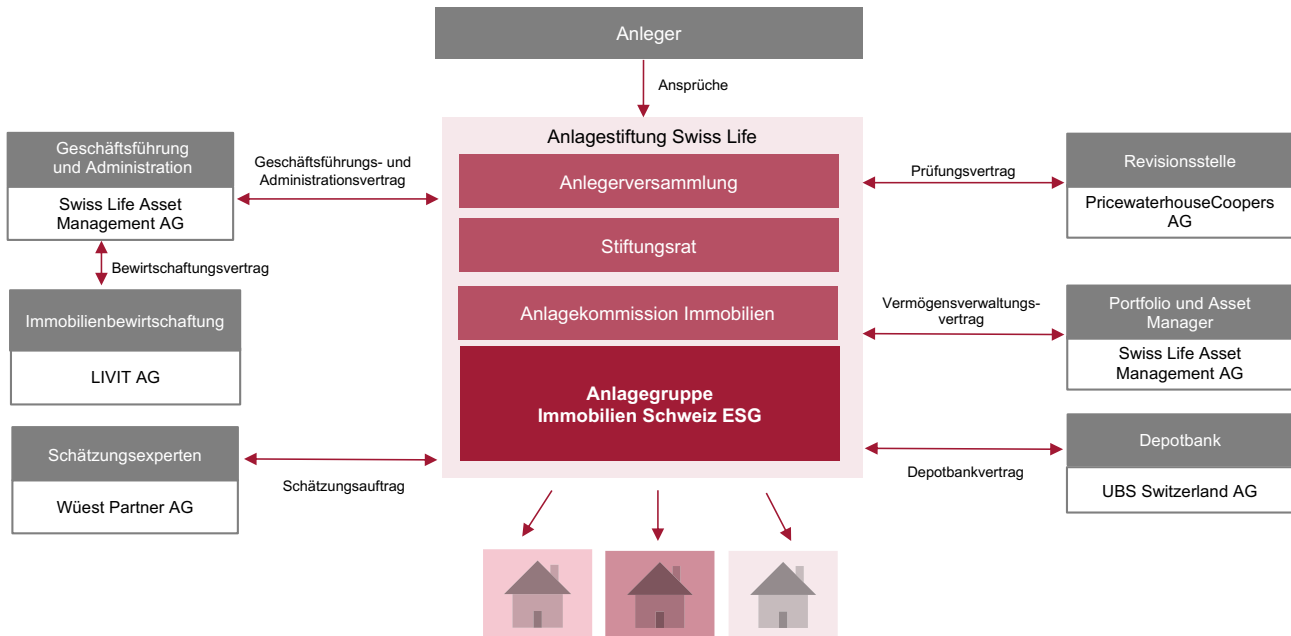 Anleger
Ansprüche
Anlagestiftung Swiss Life
Anlegerversammlung
Stiftungsrat
Anlagekommission Immobilien
Anlagegruppe
Immobilien Schweiz ESG
Geschäftsführung
und Administration
Swiss Life Asset
Management AG
Geschäftsführungs- und
Administrationsvertrag
Bewirtschaftungsvertrag
Immobilienbewirtschaftung
LIVIT AG
Schätzungsexperten
Wüest Partner AG
Schätzungsauftrag
Prüfungsvertrag
Revisionsstelle
PricewaterhouseCoopers
AG
Vermögensverwaltungs-
vertrag
Portfolio und Asset
Manager
Swiss Life Asset
Management AG
Depotbankvertrag
Depotbank
UBS Switzerland AG